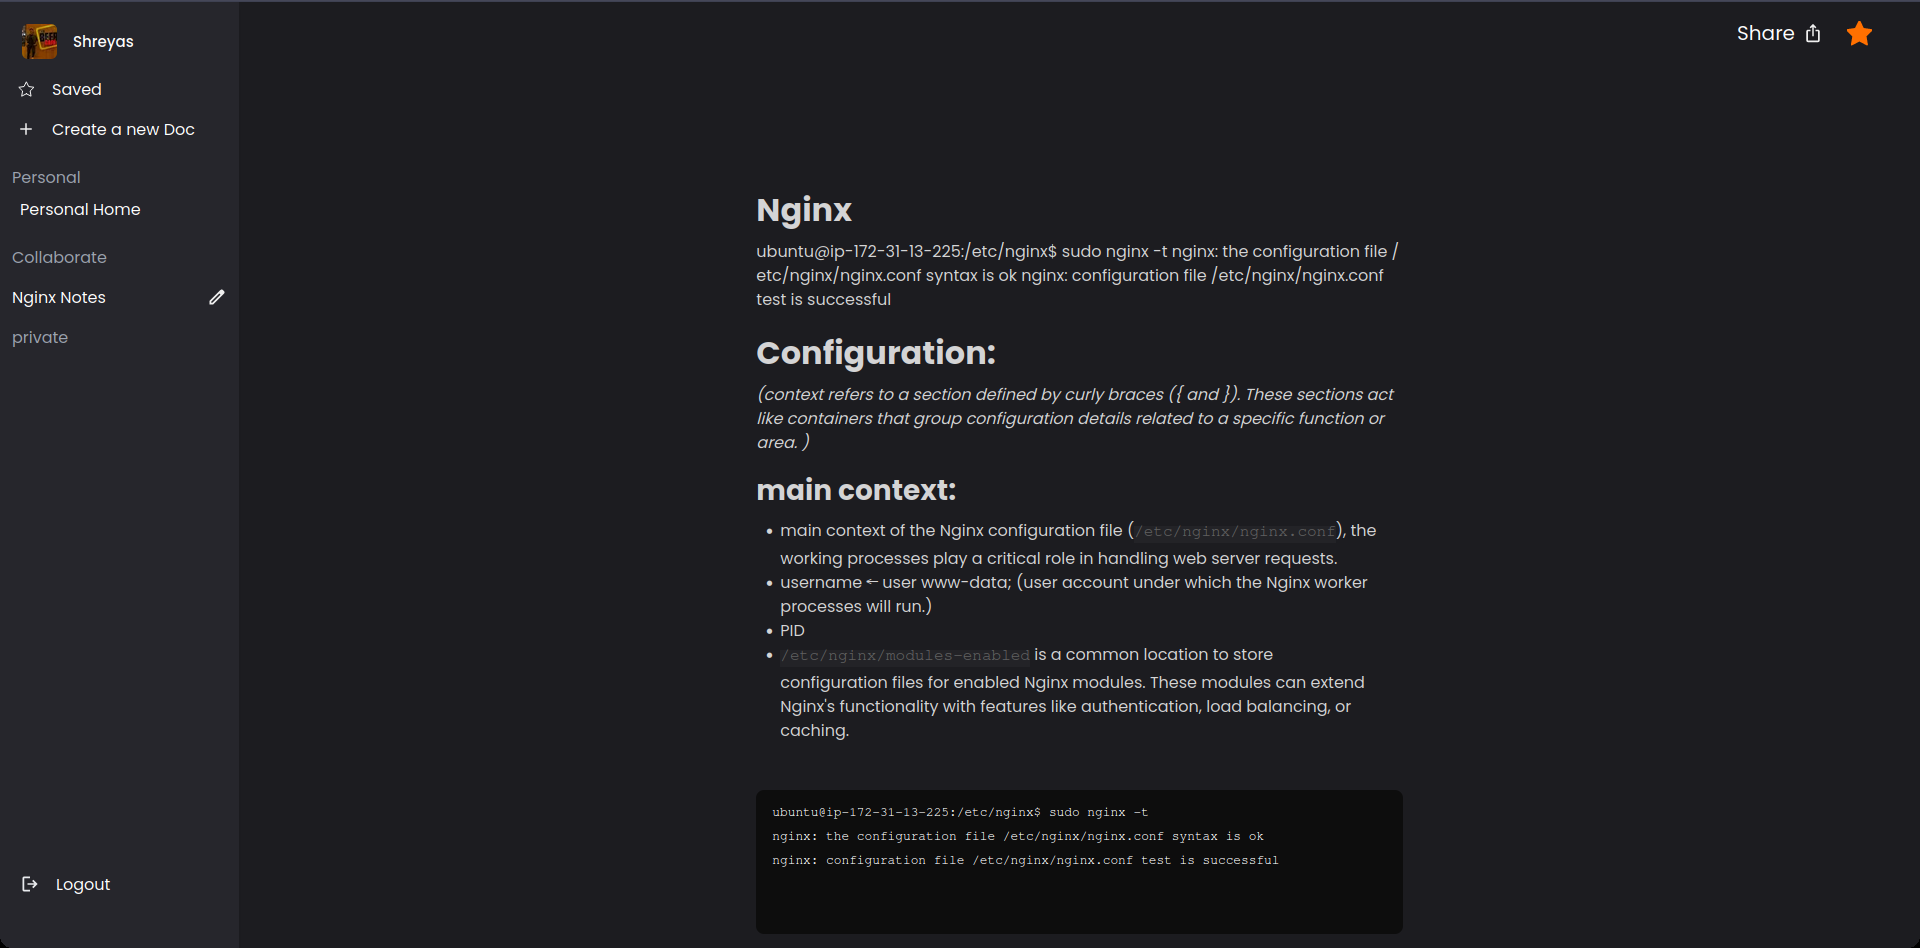 Shreyas
Saved
Create a new Doc
Personal
Personal Home
Collaborate
Nginx Notes
private
Logout
Share
Nginx
ubuntu@ip-172-31-13-225:/etc/nginx$ sudo nginx -t nginx: the configuration file /
etc/nginx/nginx.conf syntax is ok nginx: configuration file /etc/nginx/nginx.conf
test is successful
Configuration:
(context refers to a section defined by curly braces ({ and }). These sections act
like containers that group configuration details related to a specific function or
area. )
main context:
• main context of the Nginx configuration file (/etc/nginx/nginx.conf), the
working processes play a critical role in handling web server requests.
• username ← user www-data; (user account under which the Nginx worker
processes will run.)
• PID
• /etc/nginx/modules-enabled is a common location to store
configuration files for enabled Nginx modules. These modules can extend
Nginx's functionality with features like authentication, load balancing, or
caching.
ubuntu@ip-172-31-13-225:/etc/nginx$ sudo nginx -t
nginx: the configuration file /etc/nginx/nginx.conf syntax is ok
nginx: configuration file /etc/nginx/nginx.conf test is successful